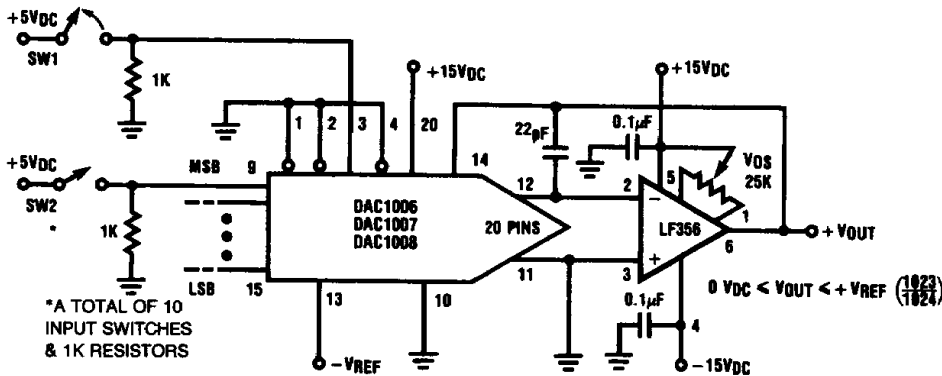 +5VDC
SW1
1K
+15VDC
+15VDC
1
2
3
4
20
22pF
0.1µF
VOS
25K
+5VDC
SW2
*
1K
MSB
9
14
12
2
5
1
DAC1006
DAC1007
DAC1008
20 PINS
−
LF356
+
6
+VOUT
11
3
LSB
15
13
10
0.1µF
4
0 VDC < VOUT < +VREF (1023/1024)
*A TOTAL OF 10
INPUT SWITCHES
& 1K RESISTORS
−VREF
−15VDC